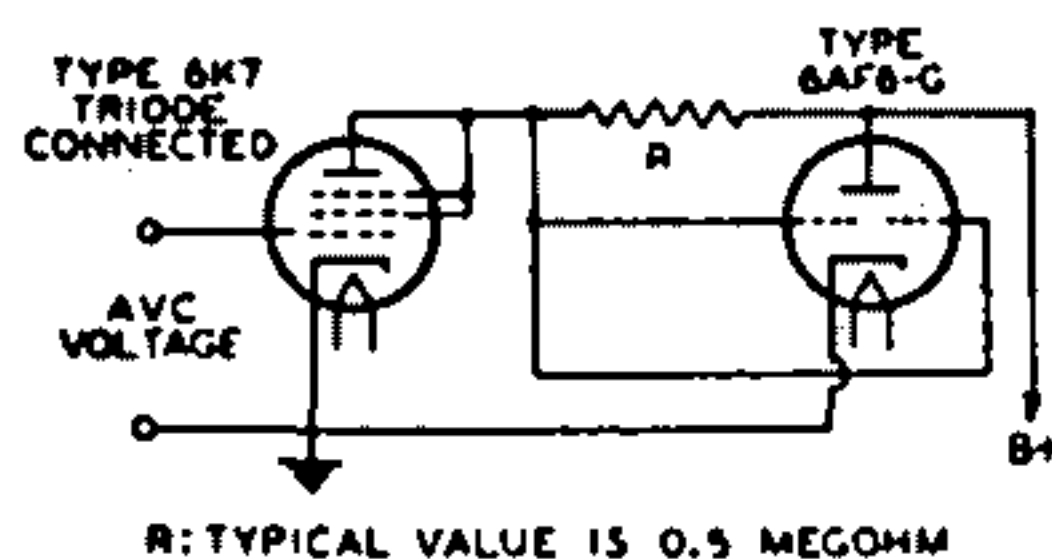 TYPE 6K7
TRIODE
CONNECTED
TYPE
6AF6-G
R
AVC
VOLTAGE
B+
R: TYPICAL VALUE IS 0.5 MEGOHM